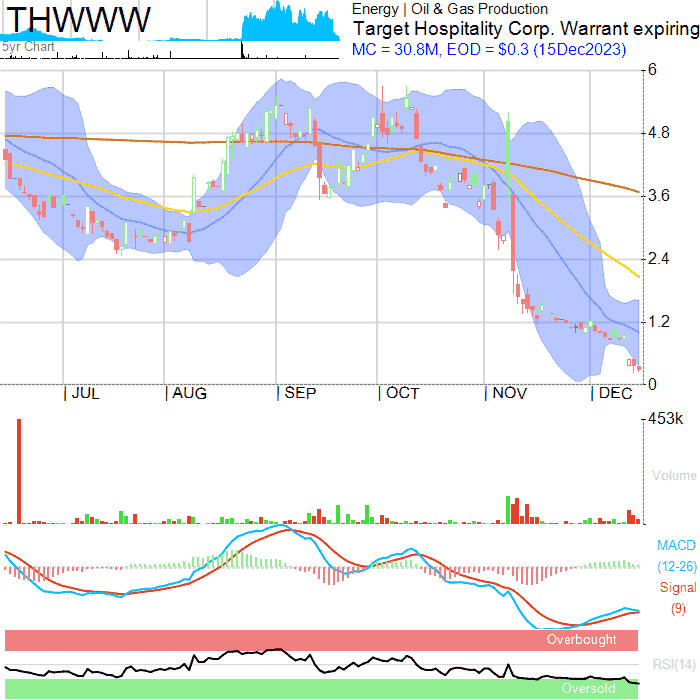 THWWW
5yr Chart
Energy | Oil & Gas Production
Target Hospitality Corp. Warrant expiring
MC = 30.8M, EOD = $0.3 (15Dec2023)
6
4.8
3.6
2.4
1.2
0
| JUL | AUG | SEP | OCT | NOV | DEC
453k
Volume
MACD
(12-26)
Signal
(9)
Overbought
RSI(14)
Oversold